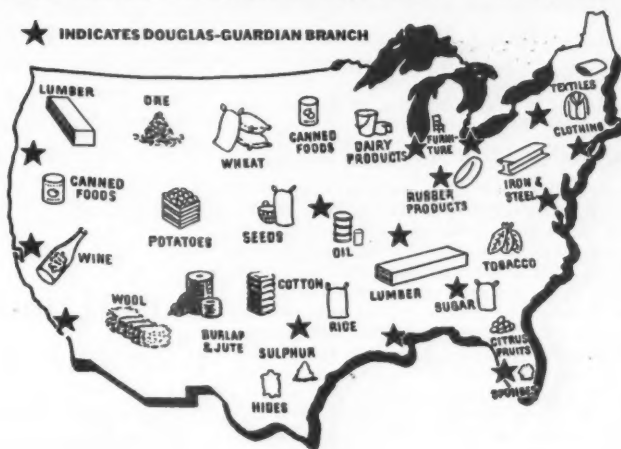 INDICATES DOUGLAS-GUARDIAN BRANCH
LUMBER
ORE
WHEAT
CANNED
FOODS
DAIRY
PRODUCTS
FURNI-
TURE
TEXTILES
CLOTHING
CANNED
FOODS
POTATOES
SEEDS
OIL
RUBBER
PRODUCTS
IRON &
STEEL
WINE
WOOL
BURLAP
& JUTE
COTTON
RICE
LUMBER
TOBACCO
SUGAR
SULPHUR
HIDES
CITRUS
FRUITS
SPONGES